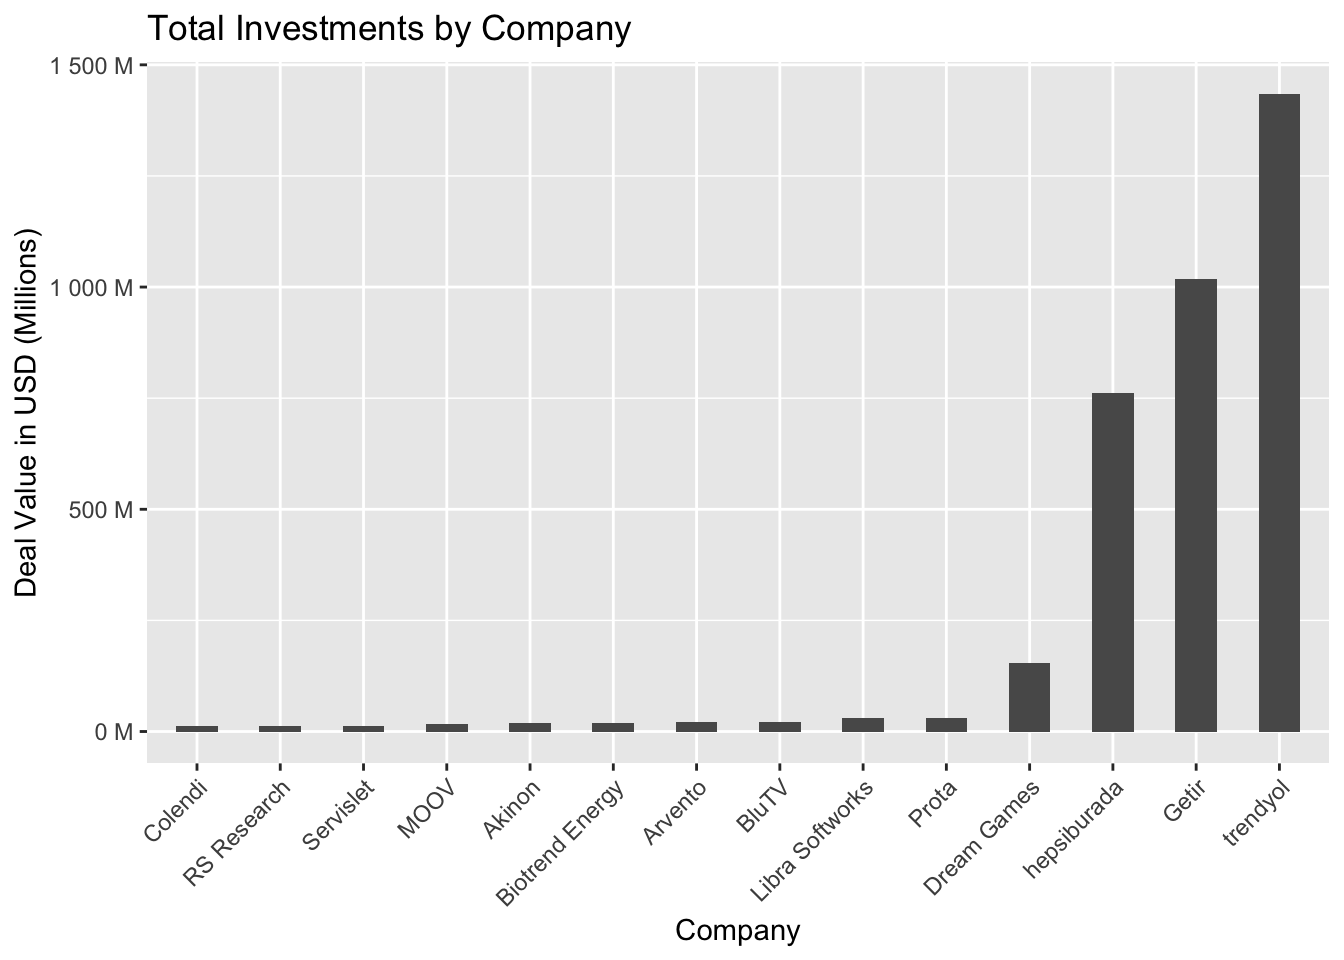 Total Investments by Company
1 500 M
1 000 M
500 M
0 M
Deal Value in USD (Millions)
Colendi
RS Research
Servislet
MOOV
Akinon
Biotrend Energy
Arvento
BluTV
Libra Softworks
Prota
Dream Games
hepsiburada
Getir
trendyol
Company